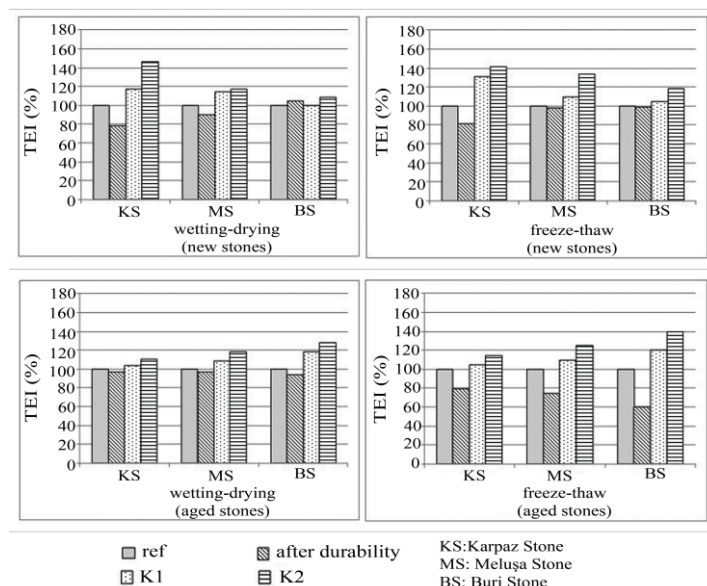 180
160
140
120
100
80
60
40
20
0
TEI (%)
KS MS BS
wetting-drying
(new stones)
180
160
140
120
100
80
60
40
20
0
TEI (%)
KS MS BS
freeze-thaw
(new stones)
180
160
140
120
100
80
60
40
20
0
TEI (%)
KS MS BS
wetting-drying
(aged stones)
180
160
140
120
100
80
60
40
20
0
TEI (%)
KS MS BS
freeze-thaw
(aged stones)
ref after durability
K1 K2
KS:Karpaz Stone
MS: Meluşa Stone
BS: Buri Stone